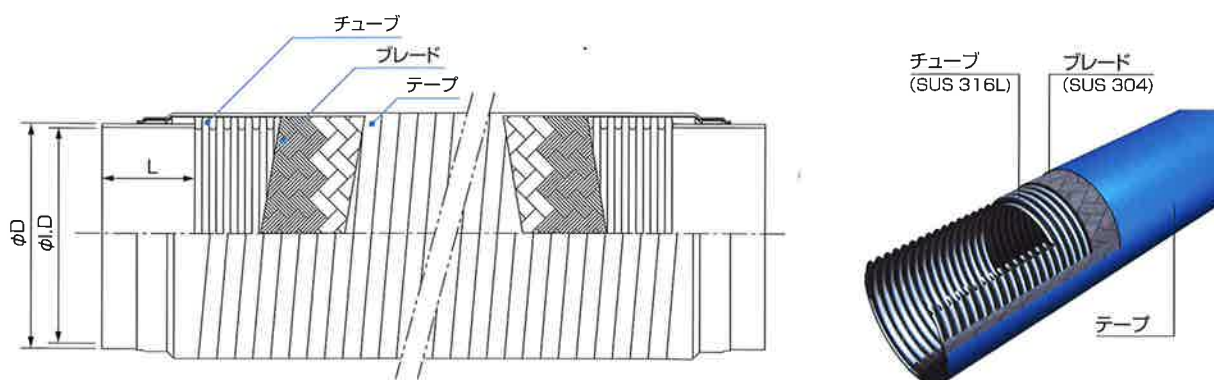 チューブ
ブレード
テープ
L
φD
φI.D
チューブ
(SUS 316L)
ブレード
(SUS 304)
テープ